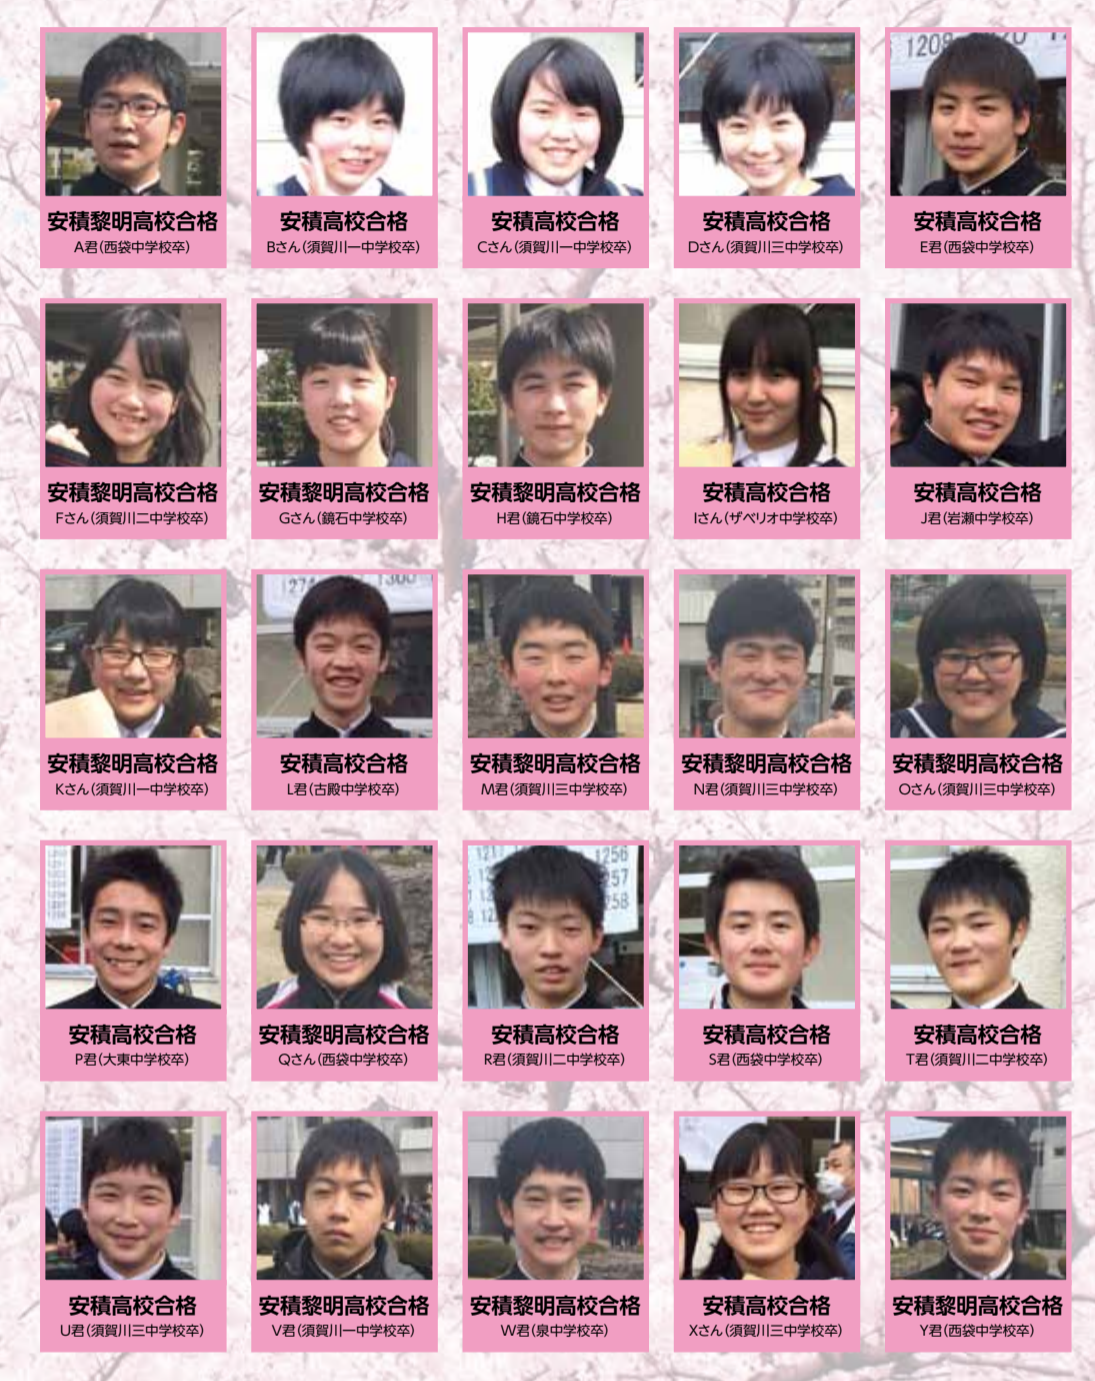 1209 1220
安積黎明高校合格
A君(西袋中学校卒)
安積高校合格
Bさん(須賀川一中学校卒)
安積高校合格
Cさん(須賀川一中学校卒)
安積高校合格
Dさん(須賀川三中学校卒)
安積高校合格
E君(西袋中学校卒)
安積黎明高校合格
Fさん(須賀川二中学校卒)
安積黎明高校合格
Gさん(鏡石中学校卒)
安積黎明高校合格
H君(鏡石中学校卒)
安積高校合格
Iさん(ザベリオ中学校卒)
安積高校合格
J君(岩瀬中学校卒)
1300
安積黎明高校合格
Kさん(須賀川一中学校卒)
安積高校合格
L君(古殿中学校卒)
安積黎明高校合格
M君(須賀川三中学校卒)
安積黎明高校合格
N君(須賀川三中学校卒)
安積黎明高校合格
Oさん(須賀川三中学校卒)
1256
257
258
安積高校合格
P君(大東中学校卒)
安積黎明高校合格
Qさん(西袋中学校卒)
安積高校合格
R君(須賀川二中学校卒)
安積高校合格
S君(西袋中学校卒)
安積高校合格
T君(須賀川二中学校卒)
安積高校合格
U君(須賀川三中学校卒)
安積黎明高校合格
V君(須賀川一中学校卒)
安積黎明高校合格
W君(泉中学校卒)
安積高校合格
Xさん(須賀川三中学校卒)
安積黎明高校合格
Y君(西袋中学校卒)